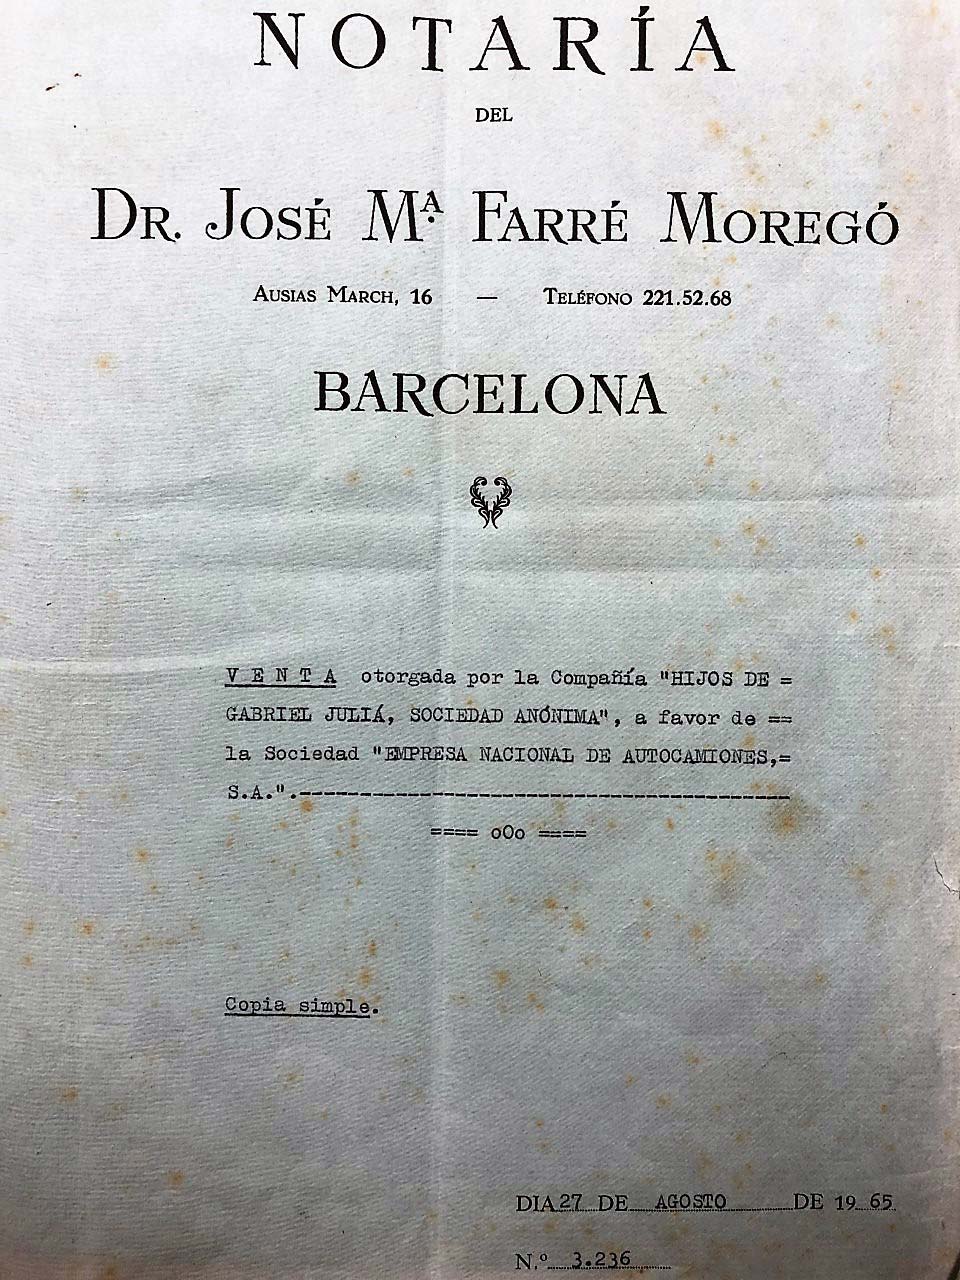 NOTARÍA
DEL
DR. JOSÉ Mª. FARRÉ MOREGÓ
AUSIAS MARCH, 16 — TELÉFONO 221.52.68
BARCELONA
V E N T A otorgada por la Compañía "HIJOS DE =
GABRIEL JULIÁ, SOCIEDAD ANÓNIMA", a favor de ==
la Sociedad "EMPRESA NACIONAL DE AUTOCAMIONES,=
S.A.".-----------------------------------------
==== oOo ====
Copia simple.
DIA 27 DE AGOSTO DE 19 65
N.º 3.236